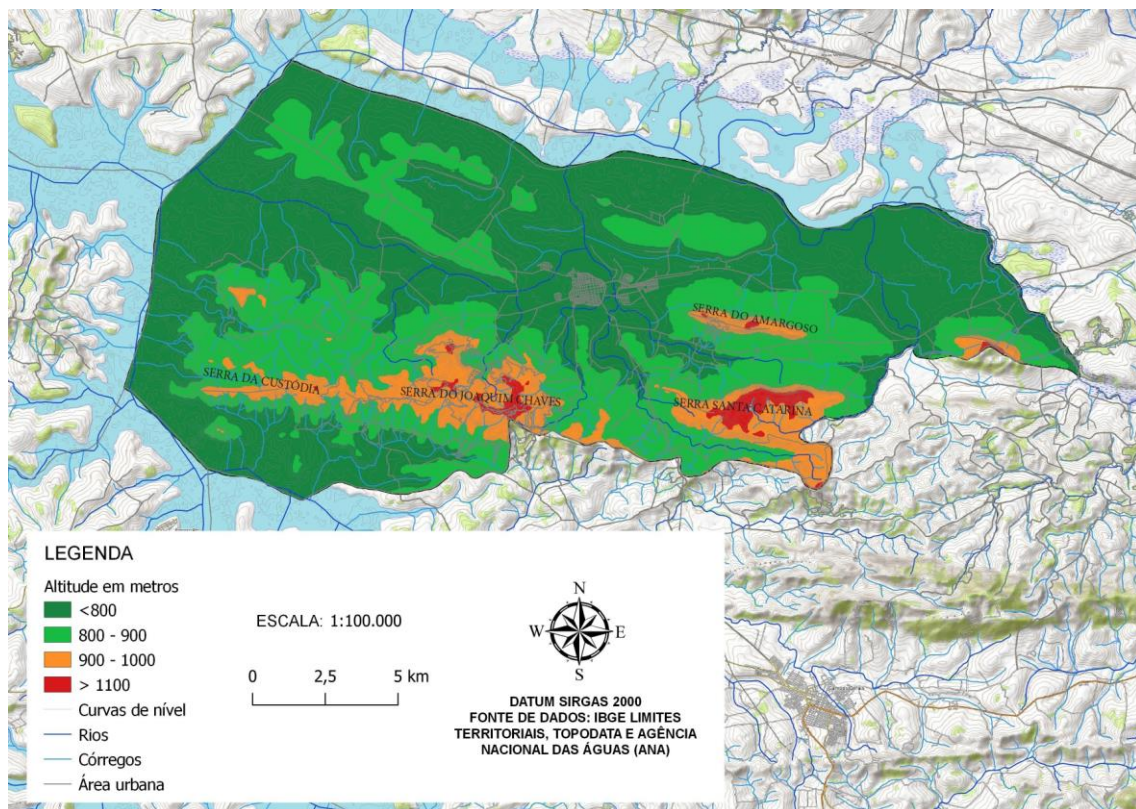 SERRA DO AMARGOSO
SERRA DA CUSTÓDIA
SERRA DO JOAQUIM CHAVES
SERRA SANTA CATARINA
LEGENDA
Altitude em metros
<800
800 - 900
900 - 1000
> 1100
Curvas de nível
Rios
Córregos
Área urbana
ESCALA: 1:100.000
0 2,5 5 km
N
W E
S
DATUM SIRGAS 2000
FONTE DE DADOS: IBGE LIMITES
TERRITORIAIS, TOPODATA E AGÊNCIA
NACIONAL DAS ÁGUAS (ANA)